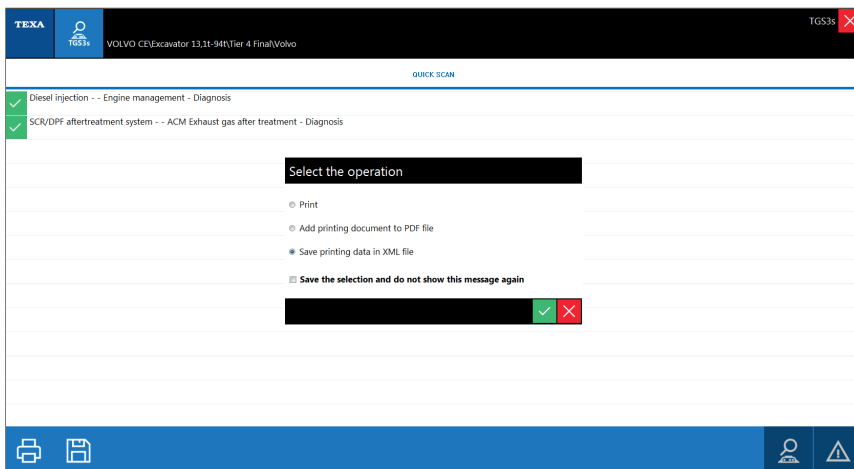 TEXA
TGS3s
VOLVO CE\Excavator 13,1t-94t\Tier 4 Final\Volvo
TGS3s
QUICK SCAN
Diesel injection - - Engine management - Diagnosis
SCR/DPF aftertreatment system - - ACM Exhaust gas after treatment - Diagnosis
Select the operation
Print
Add printing document to PDF file
Save printing data in XML file
Save the selection and do not show this message again